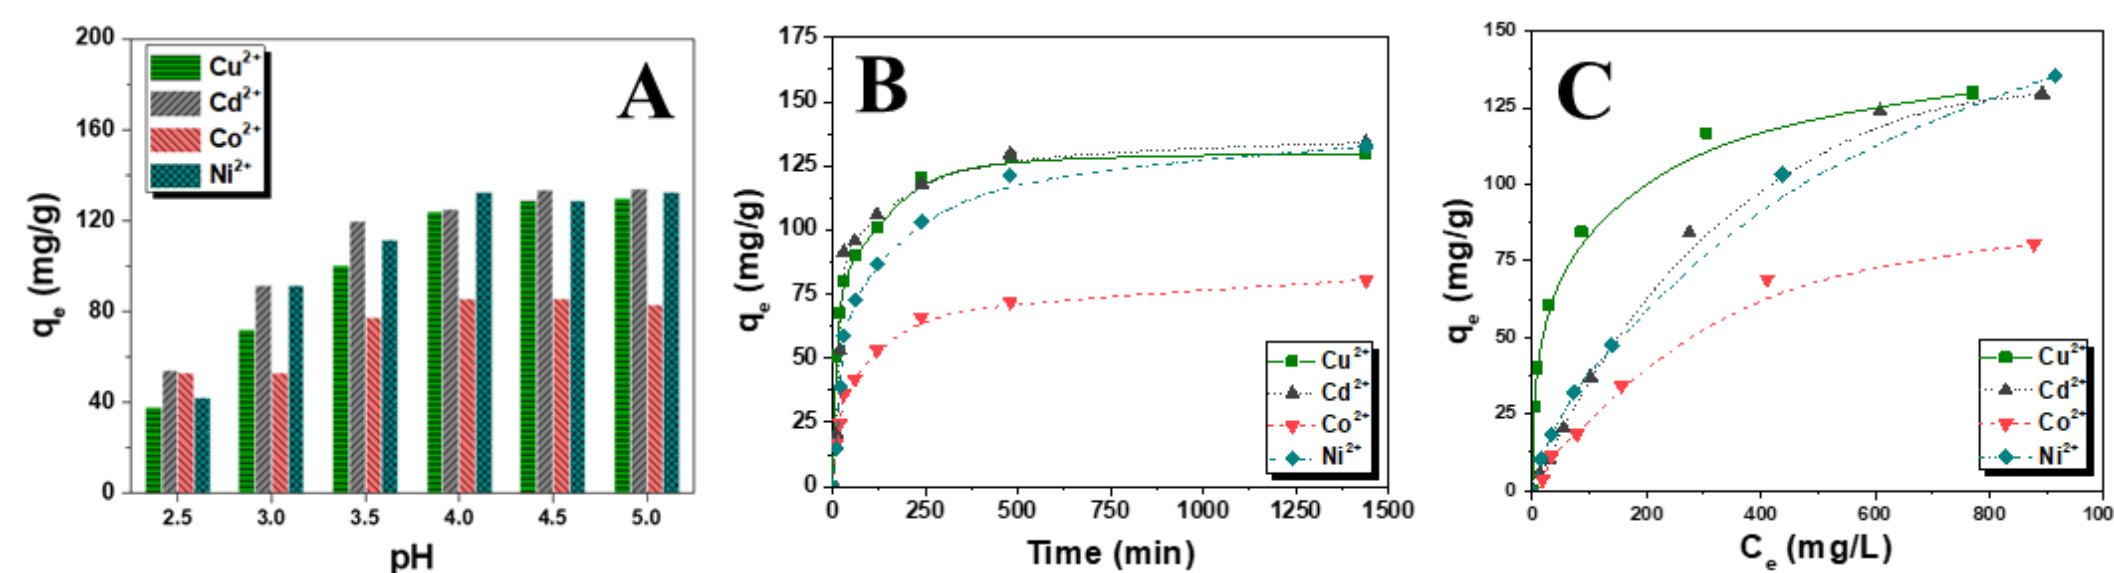 A
Cu2+
Cd2+
Co2+
Ni2+
200
160
120
80
40
0
qe (mg/g)
2.5 3.0 3.5 4.0 4.5 5.0
pH
B
175
150
125
100
75
50
25
0
qe (mg/g)
Cu2+
Cd2+
Co2+
Ni2+
0 250 500 750 1000 1250 1500
Time (min)
C
150
125
100
75
50
25
0
qe (mg/g)
Cu2+
Cd2+
Co2+
Ni2+
0 200 400 600 800 100
Ce (mg/L)